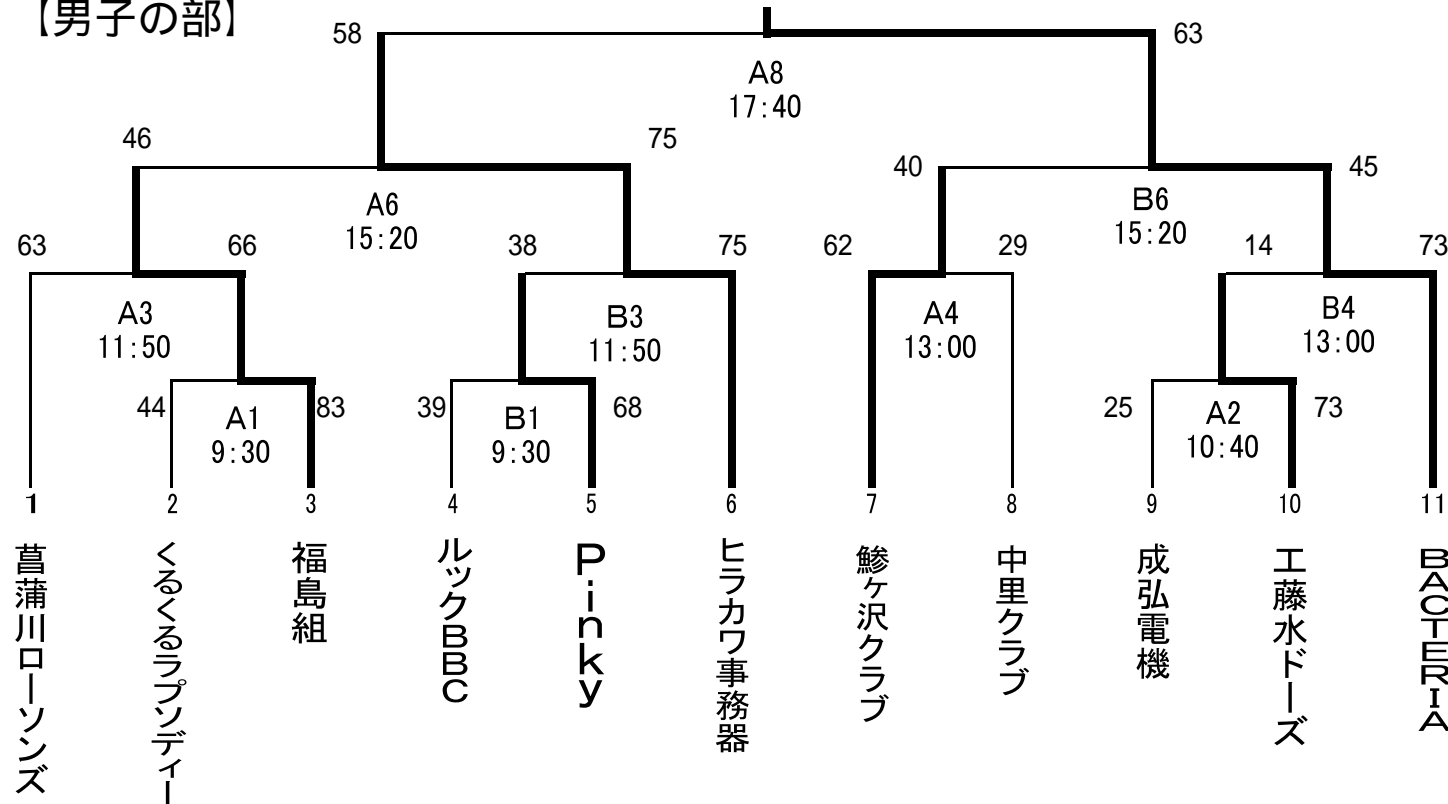 【男子の部】
58
63
A8
17:40
46
75
40
45
A6
15:20
B6
15:20
63
66
38
75
62
29
14
73
A3
11:50
B3
11:50
A4
13:00
B4
13:00
44
A1
9:30
83
39
B1
9:30
68
25
A2
10:40
73
1
2
3
4
5
6
7
8
9
10
11
菖蒲川ローソンズ
くるくるラプソディー
福島組
ルックBBC
Pinky
ヒラカワ事務器
鯵ヶ沢クラブ
中里クラブ
成弘電機
工藤水ドーズ
BACTERIA